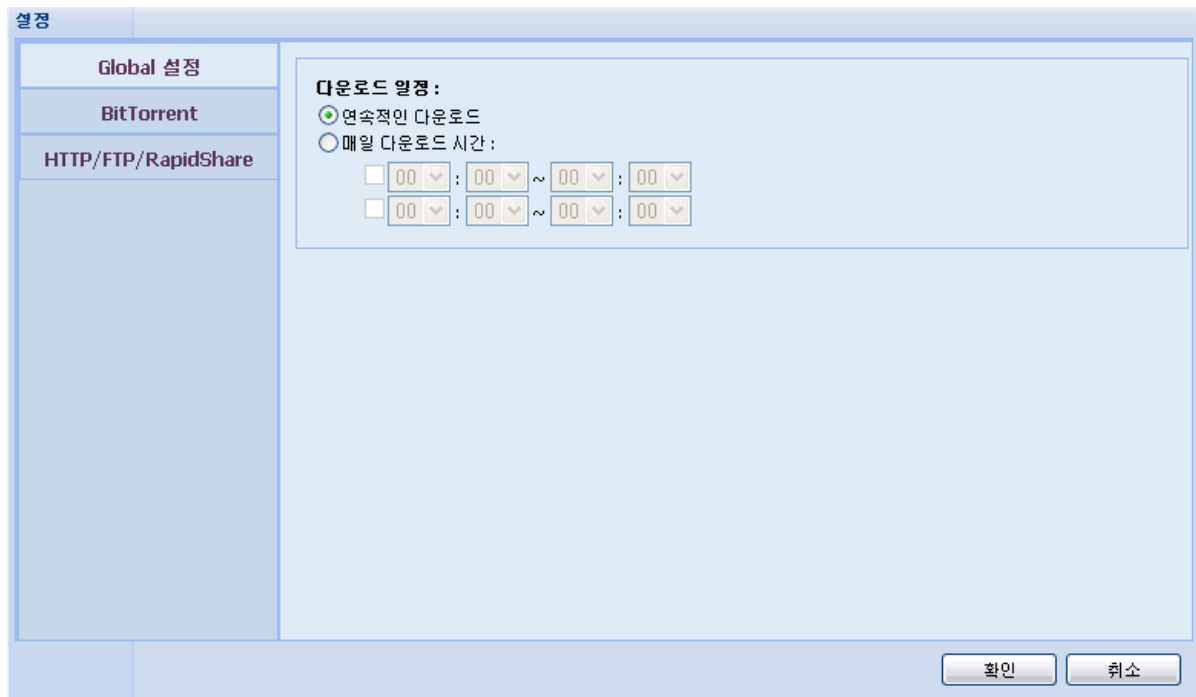 설정
Global 설정
BitTorrent
HTTP/FTP/RapidShare
다운로드 일정 :
연속적인 다운로드
매일 다운로드 시간 :
00 : 00 ~ 00 : 00
00 : 00 ~ 00 : 00
확인 취소